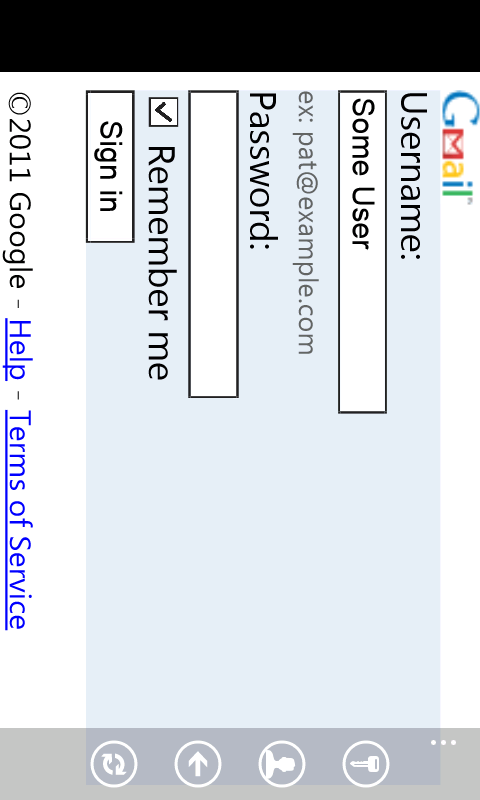 Gmail
Username:
Some User
ex: pat@example.com
Password:
Remember me
Sign in
©2011 Google - Help - Terms of Service